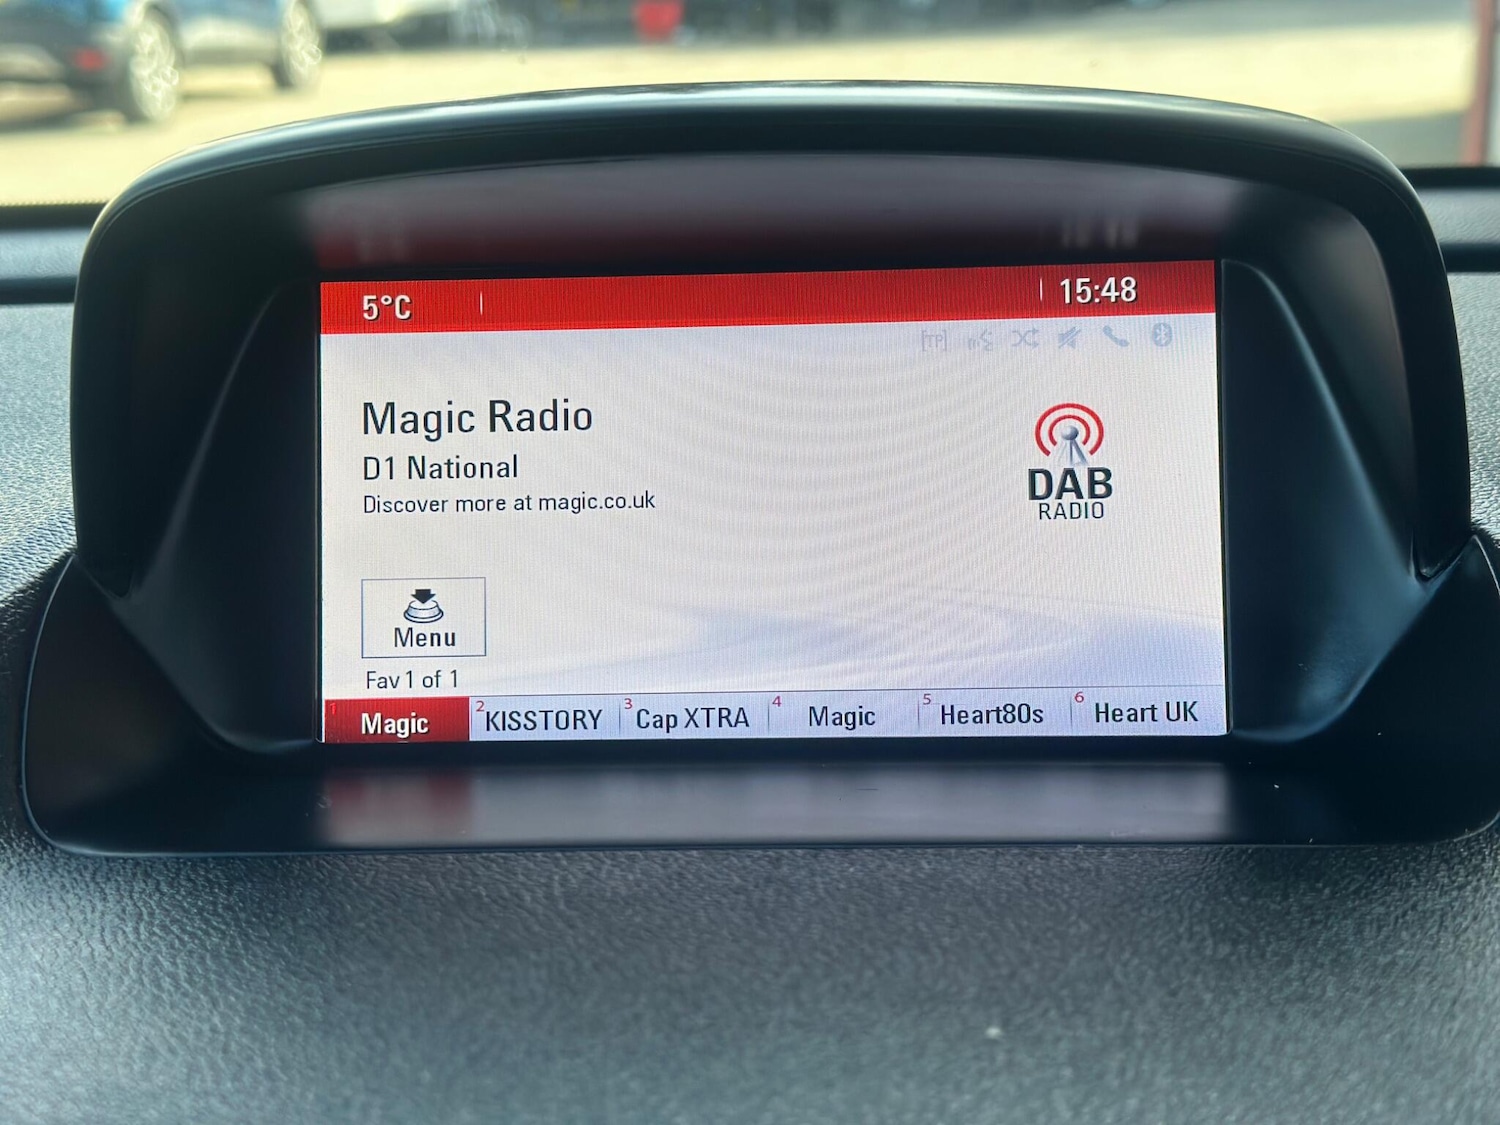 5°C
15:48
[TP]
Magic Radio
D1 National
Discover more at magic.co.uk
DAB
RADIO
Menu
Fav 1 of 1
1 Magic
2 KISSTORY
3 Cap XTRA
4 Magic
5 Heart80s
6 Heart UK